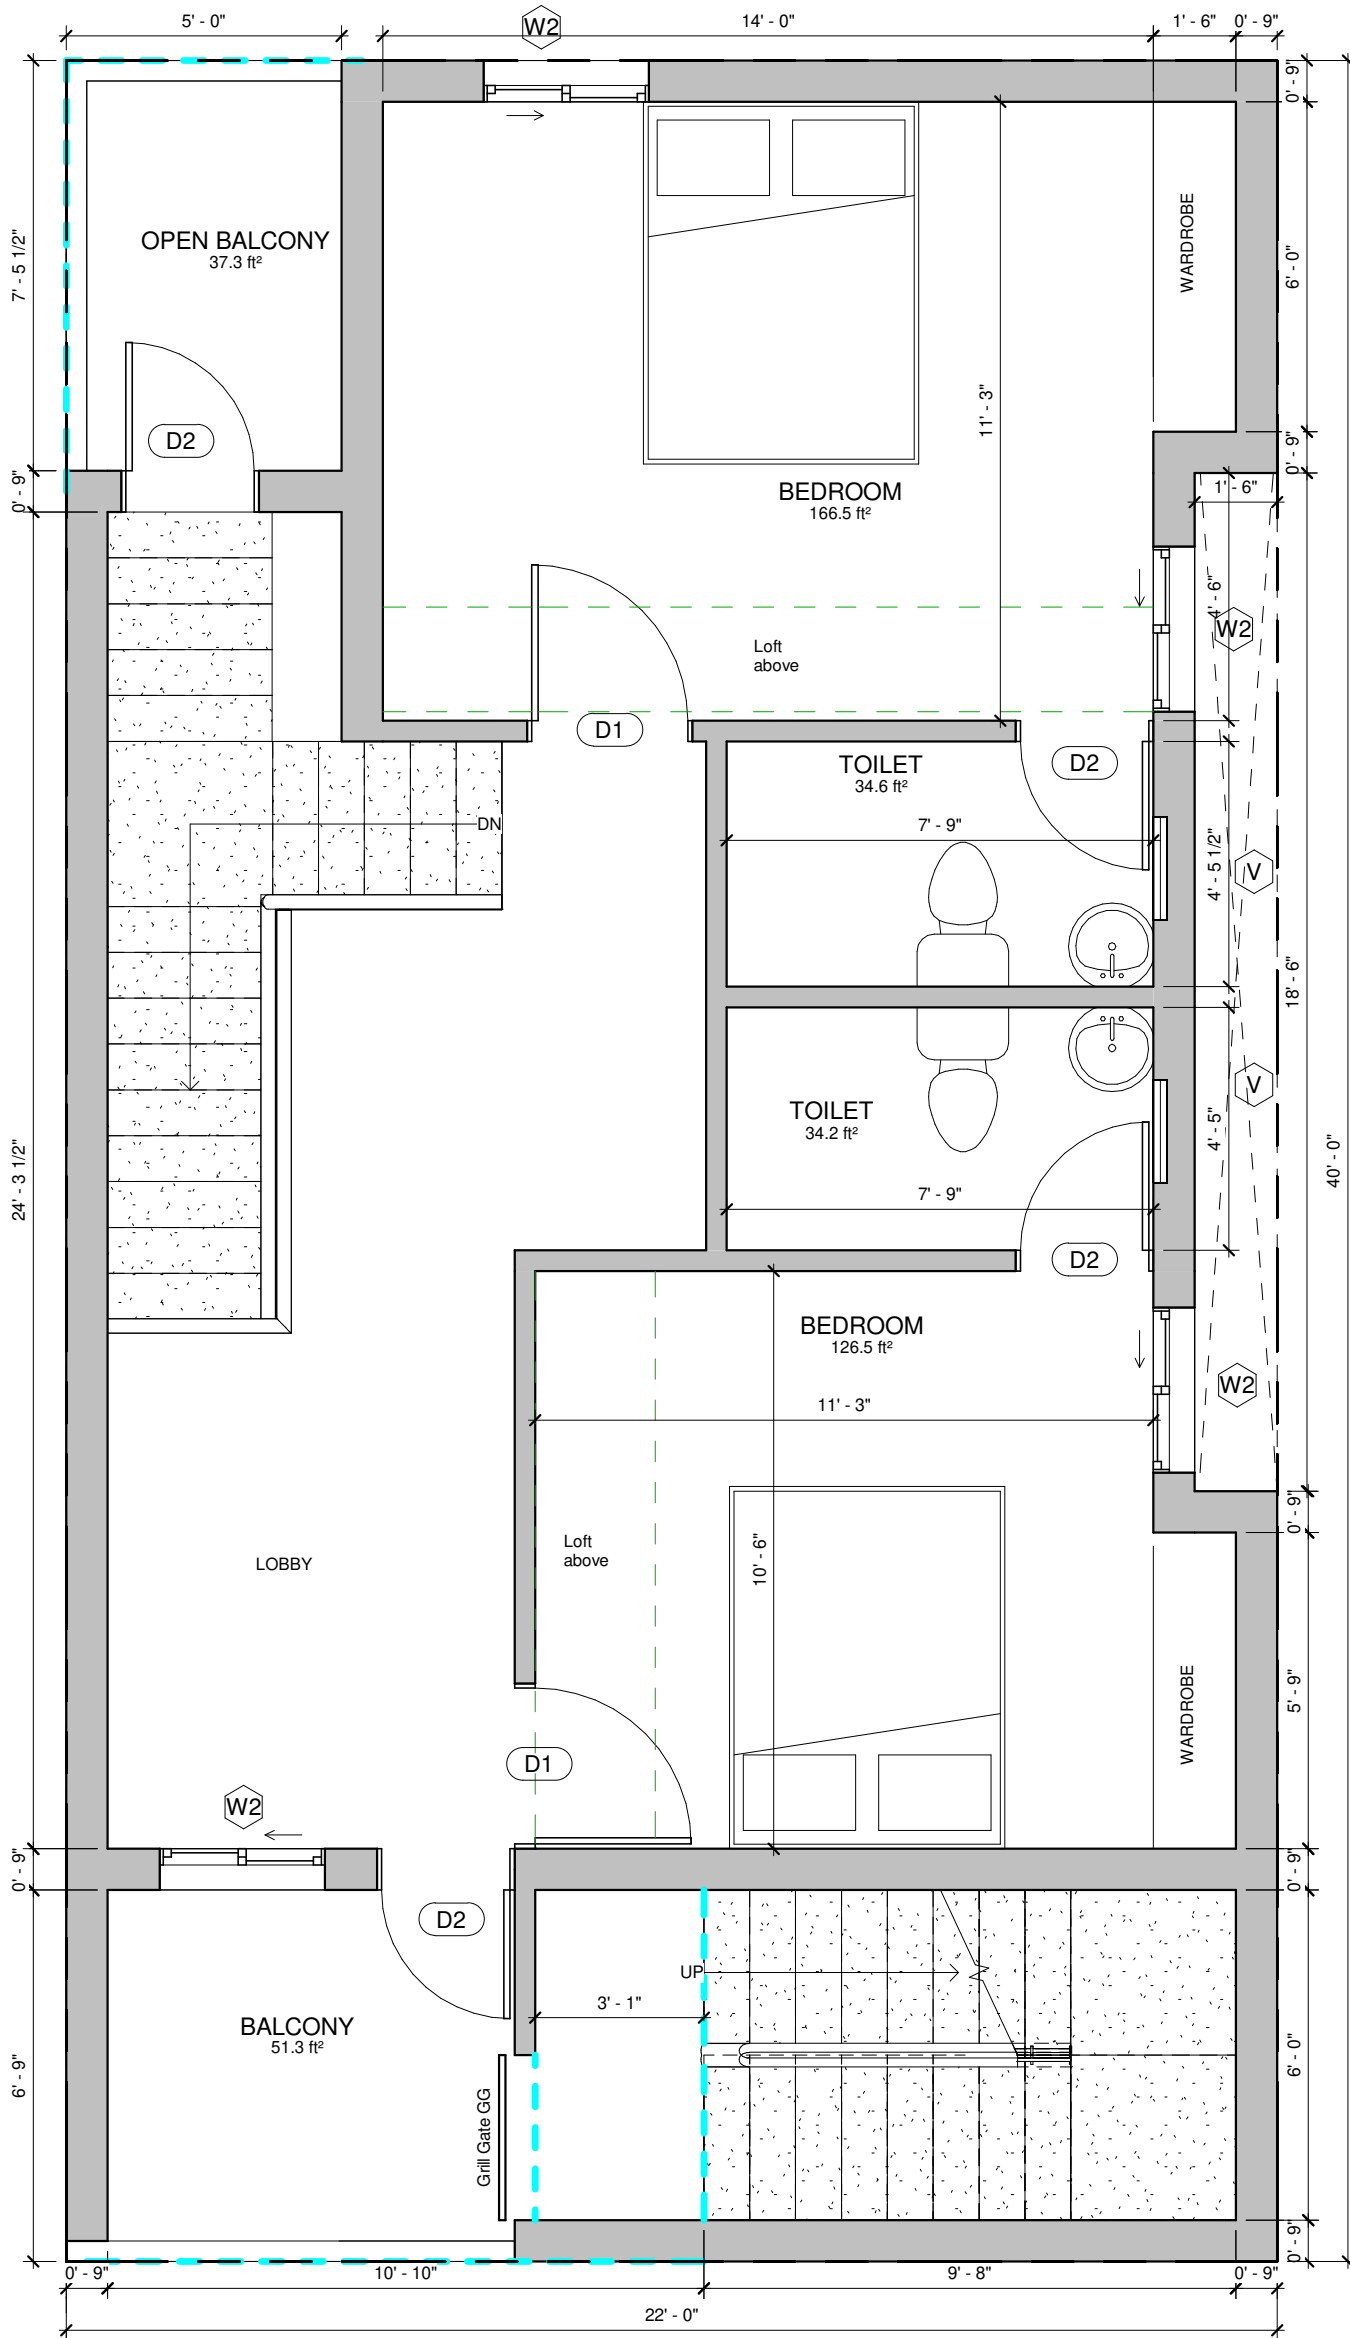 5' - 0"
W2
14' - 0"
1' - 6"
0' - 9"
0' - 9"
7' - 5 1/2"
OPEN BALCONY
37.3 ft²
WARDROBE
6' - 0"
D2
11' - 3"
0' - 9"
0' - 9"
BEDROOM
166.5 ft²
1' - 6"
4' - 6"
W2
Loft
above
D1
D2
TOILET
34.6 ft²
DN
7' - 9"
4' - 5 1/2"
V
18' - 6"
V
TOILET
34.2 ft²
4' - 5"
40' - 0"
24' - 3 1/2"
7' - 9"
D2
BEDROOM
126.5 ft²
W2
11' - 3"
0' - 9"
LOBBY
Loft
above
10' - 6"
WARDROBE
5' - 9"
D1
W2
0' - 9"
0' - 9"
D2
UP
3' - 1"
BALCONY
51.3 ft²
6' - 9"
6' - 0"
Grill Gate GG
0' - 9"
0' - 9"
10' - 10"
9' - 8"
0' - 9"
22' - 0"